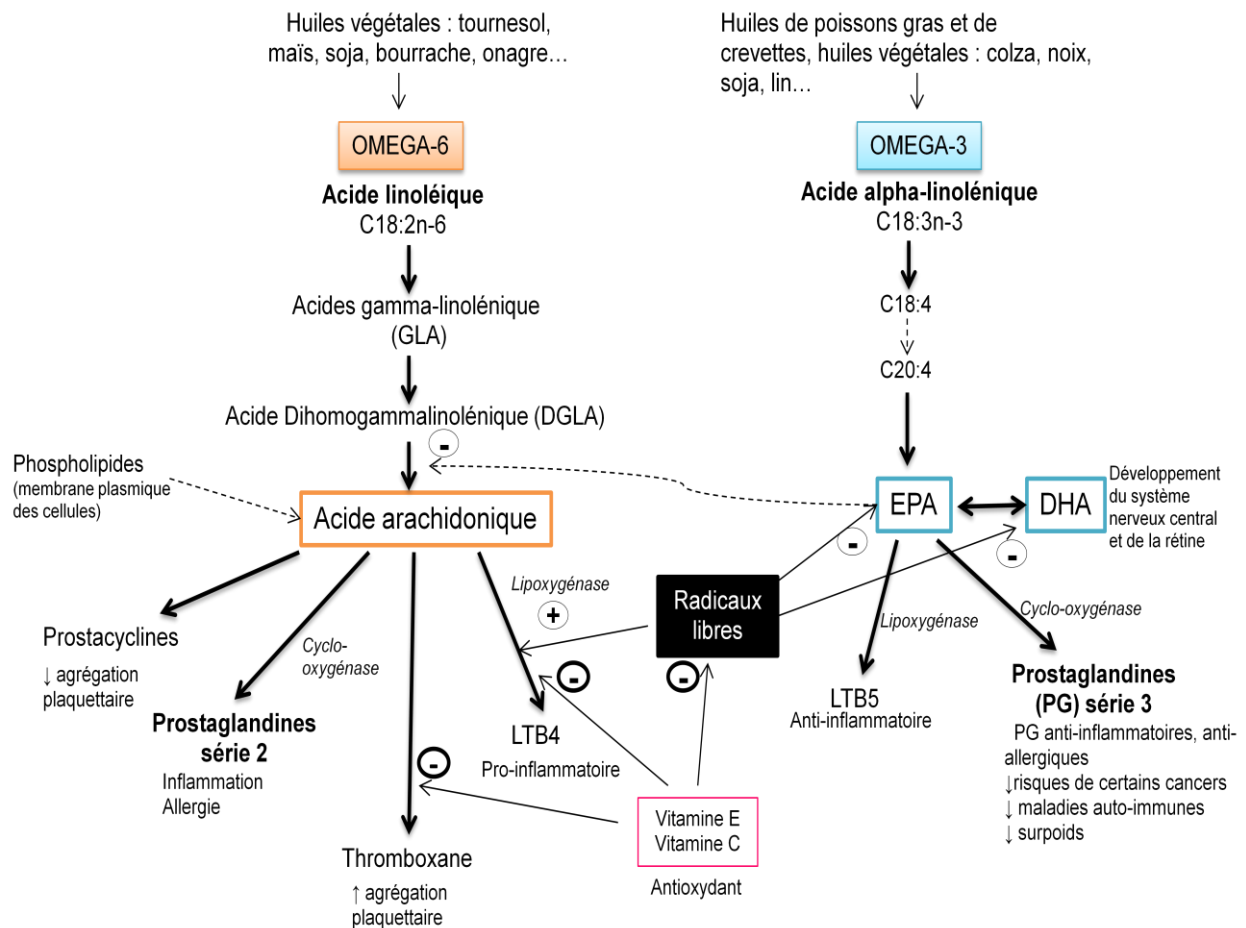 Huiles végétales : tournesol,
maïs, soja, bourrache, onagre…
Huiles de poissons gras et de
crevettes, huiles végétales : colza, noix,
soja, lin…
OMEGA-6
OMEGA-3
Acide linoléique
C18:2n-6
Acide alpha-linolénique
C18:3n-3
Acides gamma-linolénique
(GLA)
C18:4
C20:4
Acide Dihomogammalinolénique (DGLA)
-
Phospholipides
(membrane plasmique
des cellules)
Acide arachidonique
EPA
DHA
Développement
du système
nerveux central
et de la rétine
-
-
Lipoxygénase
+
Radicaux
libres
Lipoxygénase
Cyclo-oxygénase
Prostacyclines
↓ agrégation
plaquettaire
Cyclo-
oxygénase
-
-
Prostaglandines
série 2
Inflammation
Allergie
LTB4
Pro-inflammatoire
LTB5
Anti-inflammatoire
Prostaglandines
(PG) série 3
PG anti-inflammatoires, anti-
allergiques
↓risques de certains cancers
↓ maladies auto-immunes
↓ surpoids
-
Vitamine E
Vitamine C
Antioxydant
Thromboxane
↑ agrégation
plaquettaire